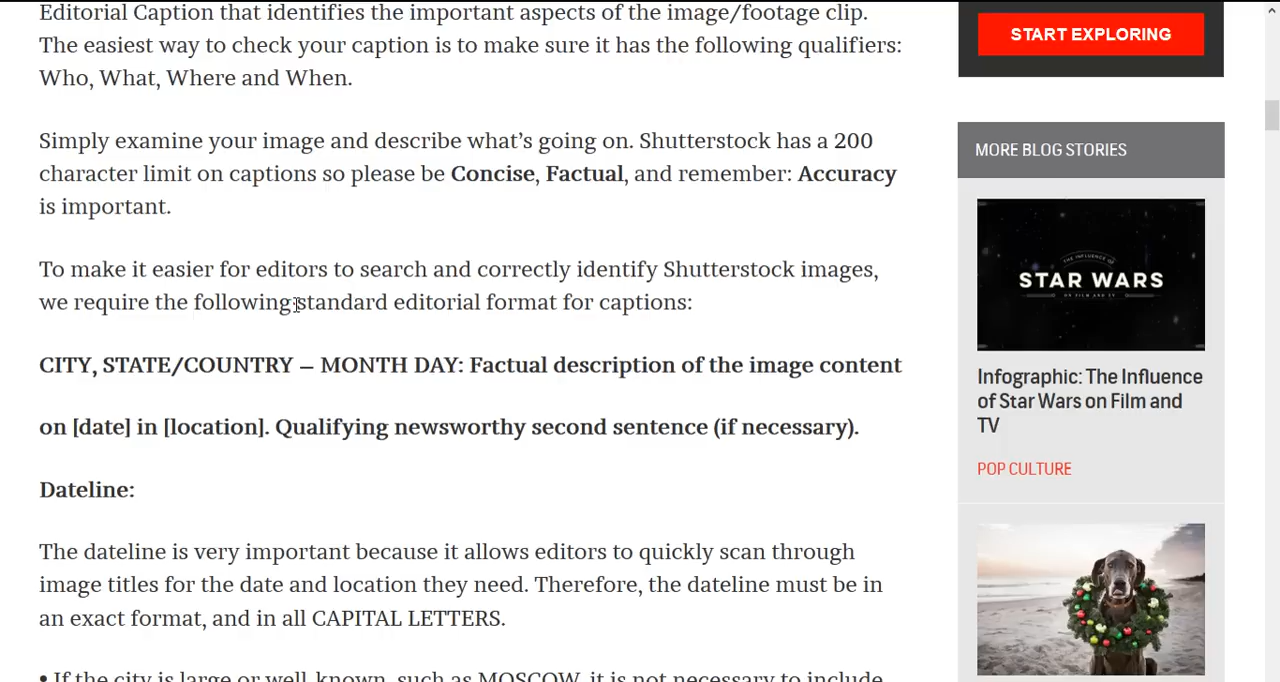 Editorial Caption that identifies the important aspects of the image/footage clip.
The easiest way to check your caption is to make sure it has the following qualifiers:
Who, What, Where and When.
Simply examine your image and describe what’s going on. Shutterstock has a 200
character limit on captions so please be Concise, Factual, and remember: Accuracy
is important.
To make it easier for editors to search and correctly identify Shutterstock images,
we require the following standard editorial format for captions:
CITY, STATE/COUNTRY – MONTH DAY: Factual description of the image content
on [date] in [location]. Qualifying newsworthy second sentence (if necessary).
Dateline:
The dateline is very important because it allows editors to quickly scan through
image titles for the date and location they need. Therefore, the dateline must be in
an exact format, and in all CAPITAL LETTERS.
• If the city is large or well-known, such as MOSCOW, it is not necessary to include
START EXPLORING
MORE BLOG STORIES
THE INFLUENCE OF
STAR WARS
ON FILM AND TV
Infographic: The Influence
of Star Wars on Film and
TV
POP CULTURE